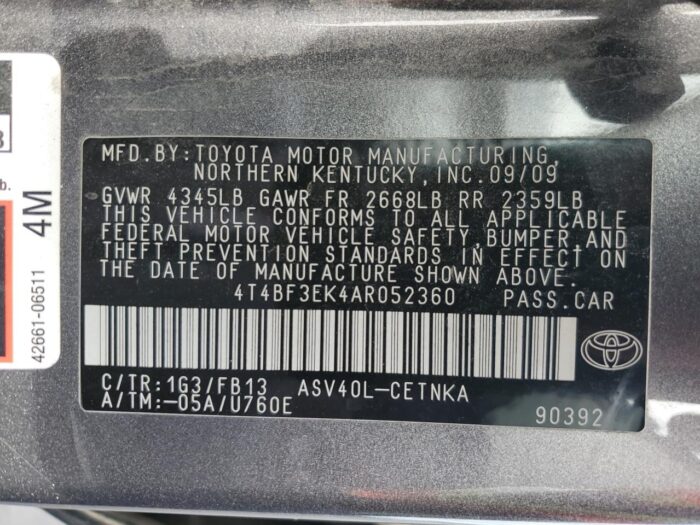 MFD.BY:TOYOTA MOTOR MANUFACTURING,
NORTHERN KENTUCKY,INC.09/09
GVWR 4345LB GAWR FR 2668LB RR 2359LB
THIS VEHICLE CONFORMS TO ALL APPLICABLE
FEDERAL MOTOR VEHICLE SAFETY,BUMPER,AND
THEFT PREVENTION STANDARDS IN EFFECT ON
THE DATE OF MANUFACTURE SHOWN ABOVE.
4T4BF3EK4AR052360 PASS.CAR
C/TR:1G3/FB13 ASV40L-CETNKA
A/TM:-05A/U760E
90392
4M
42661-06511